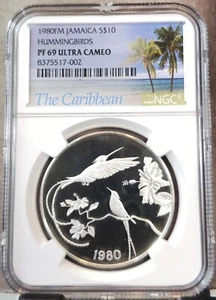 1980FM JAMAICA S$10
HUMMINGBIRDS
PF 69 ULTRA CAMEO
8375517-002
The Caribbean
NGC
1980